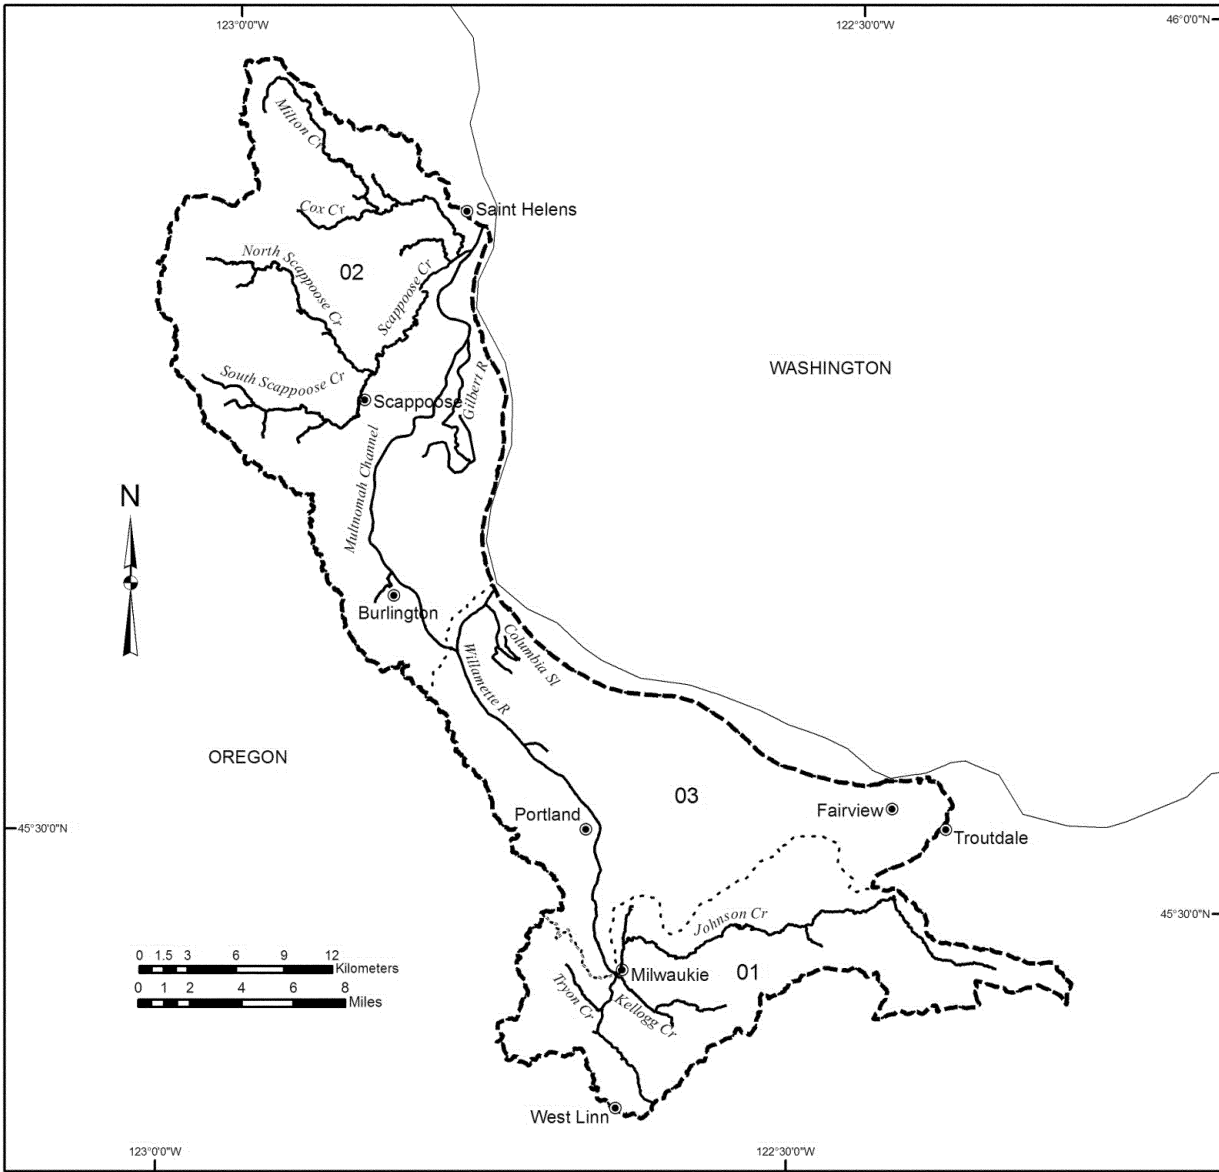 123°0'0"W
122°30'0"W
46°0'0"N
Milton Cr
Saint Helens
Cox Cr
North Scappoose Cr
02
Scappoose Cr
WASHINGTON
South Scappoose Cr
Scappoose
Gilbert R
Multnomah Channel
N
Burlington
Columbia Sl
Willamette R
OREGON
03
Portland
Fairview
Troutdale
45°30'0"N
45°30'0"N
Johnson Cr
0 1.5 3 6 9 12
Kilometers
0 1 2 4 6 8
Miles
Milwaukie
01
Tryon Cr
Kellogg Cr
West Linn
123°0'0"W
122°30'0"W